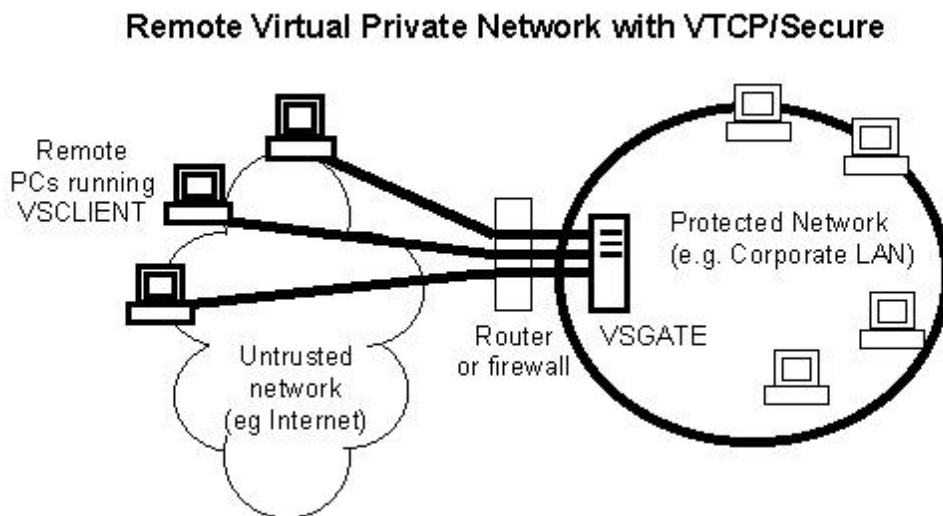 Remote Virtual Private Network with VTCP/Secure
Remote
PCs running
VSCLIENT
Protected Network
(e.g. Corporate LAN)
Router
or firewall
VSGATE
Untrusted
network
(eg Internet)